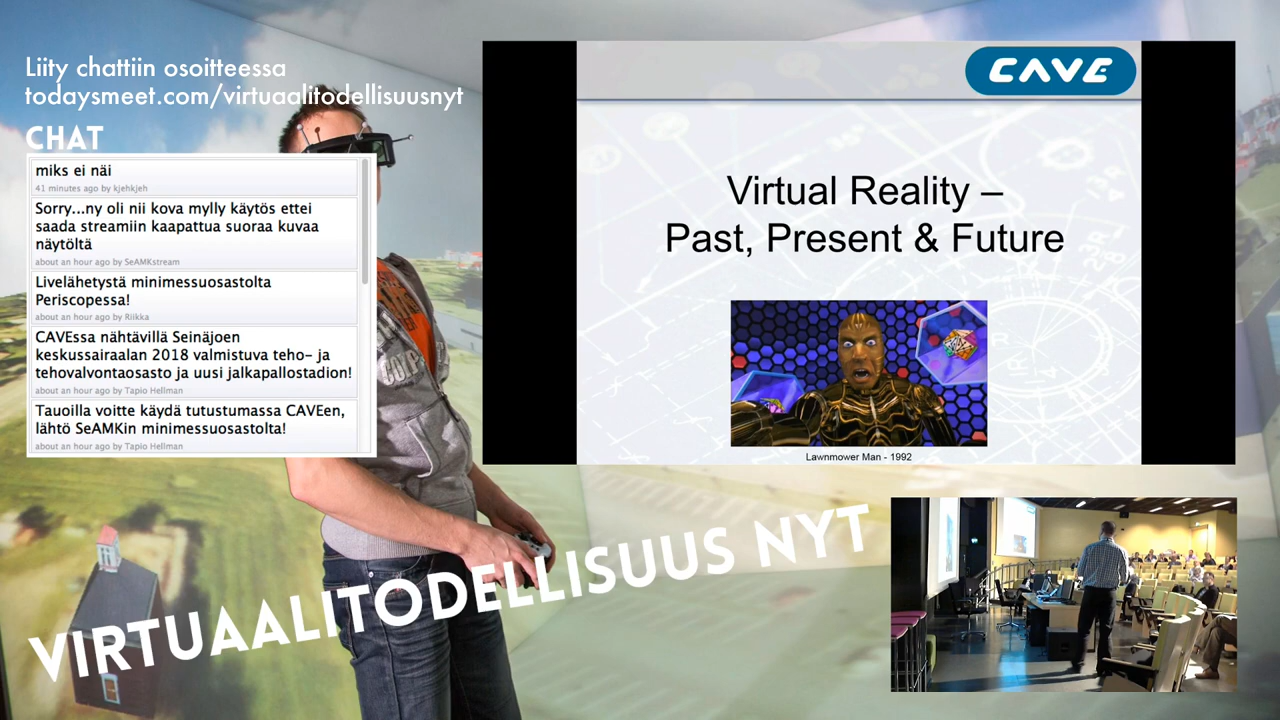 Liity chattiin osoitteessa
todaysmeet.com/virtuaalitodellisuusnyt
CHAT
miks ei näi
41 minutes ago by kjehkjeh
Sorry...ny oli nii kova mylly käytös ettei
saada streamiin kaapattua suoraa kuvaa
näytöltä
about an hour ago by SeAMKstream
Livelähetystä minimessuosastolta
Periscopessa!
about an hour ago by Riikka
CAVEssa nähtävillä Seinäjoen
keskussairaalan 2018 valmistuva teho- ja
tehovalvontaosasto ja uusi jalkapallostadion!
about an hour ago by Tapio Hellman
Tauoilla voitte käydä tutustumassa CAVEen,
lähtö SeAMKin minimessuosastolta!
about an hour ago by Tapio Hellman
CAVE
Virtual Reality –
Past, Present & Future
Lawnmower Man - 1992
VIRTUAALITODELLISUUS NYT